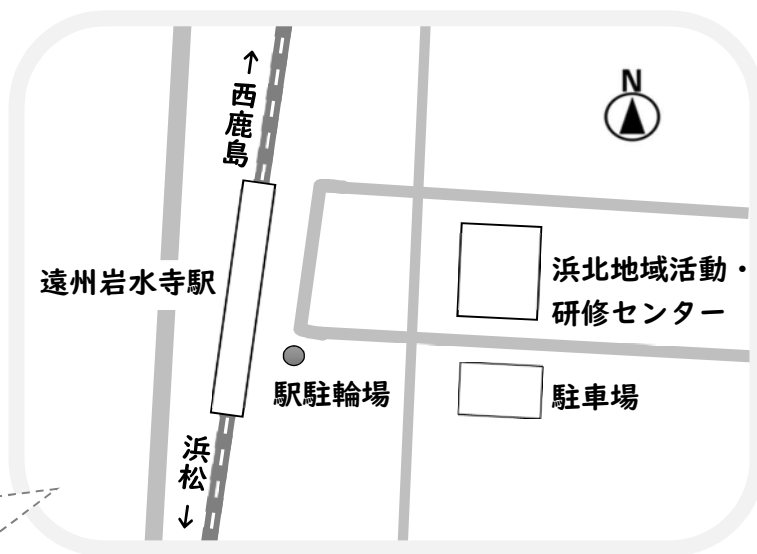 ↑西鹿島
N
遠州岩水寺駅
浜北地域活動・
研修センター
駅駐輪場
駐車場
浜松↓